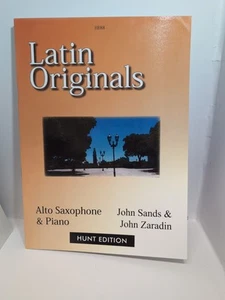 Latin
Originals
Alto Saxophone
& Piano
John Sands &
John Zaradin
HUNT EDITION